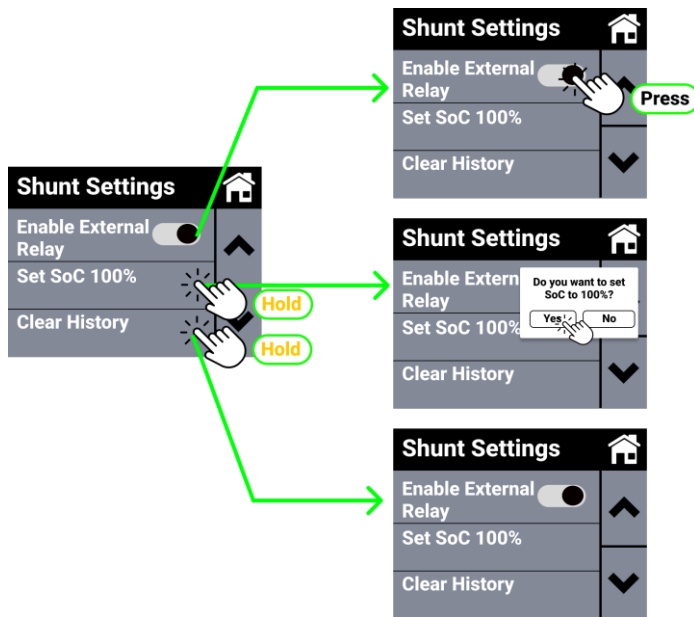 Shunt Settings
Enable External
Relay
Set SoC 100%
Clear History
Hold
Hold
Shunt Settings
Enable External
Relay
Press
Set SoC 100%
Clear History
Shunt Settings
Enable Extern
Relay
Set SoC 100%
Clear History
Do you want to set
SoC to 100%?
Yes No
Shunt Settings
Enable External
Relay
Set SoC 100%
Clear History